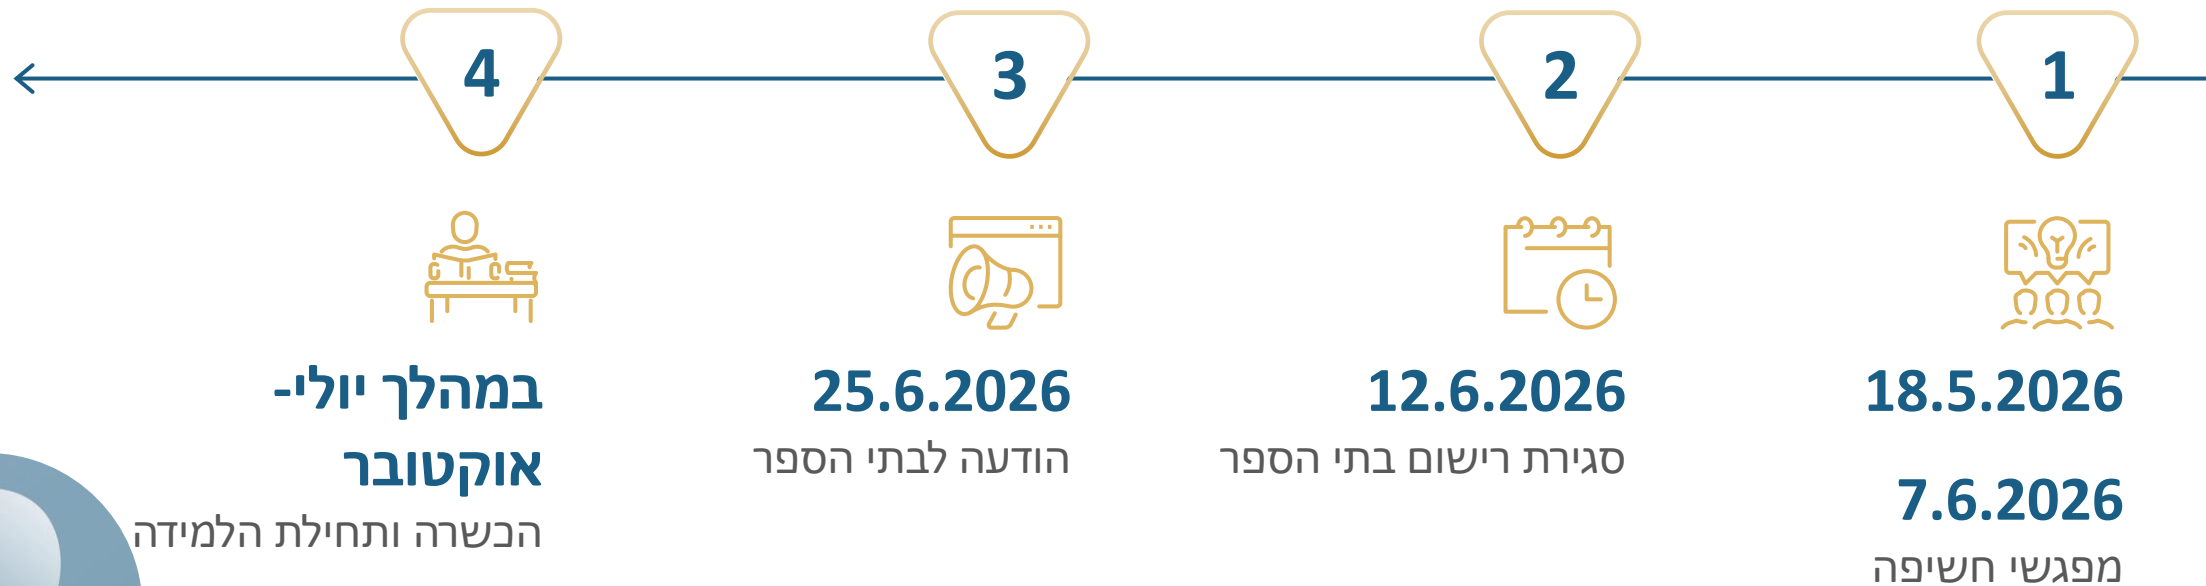 1
18.5.2026
7.6.2026
מפגשי חשיפה
2
12.6.2026
סגירת רישום בתי הספר
3
25.6.2026
הודעה לבתי הספר
4
במהלך יולי-
אוקטובר
הכשרה ותחילת הלמידה